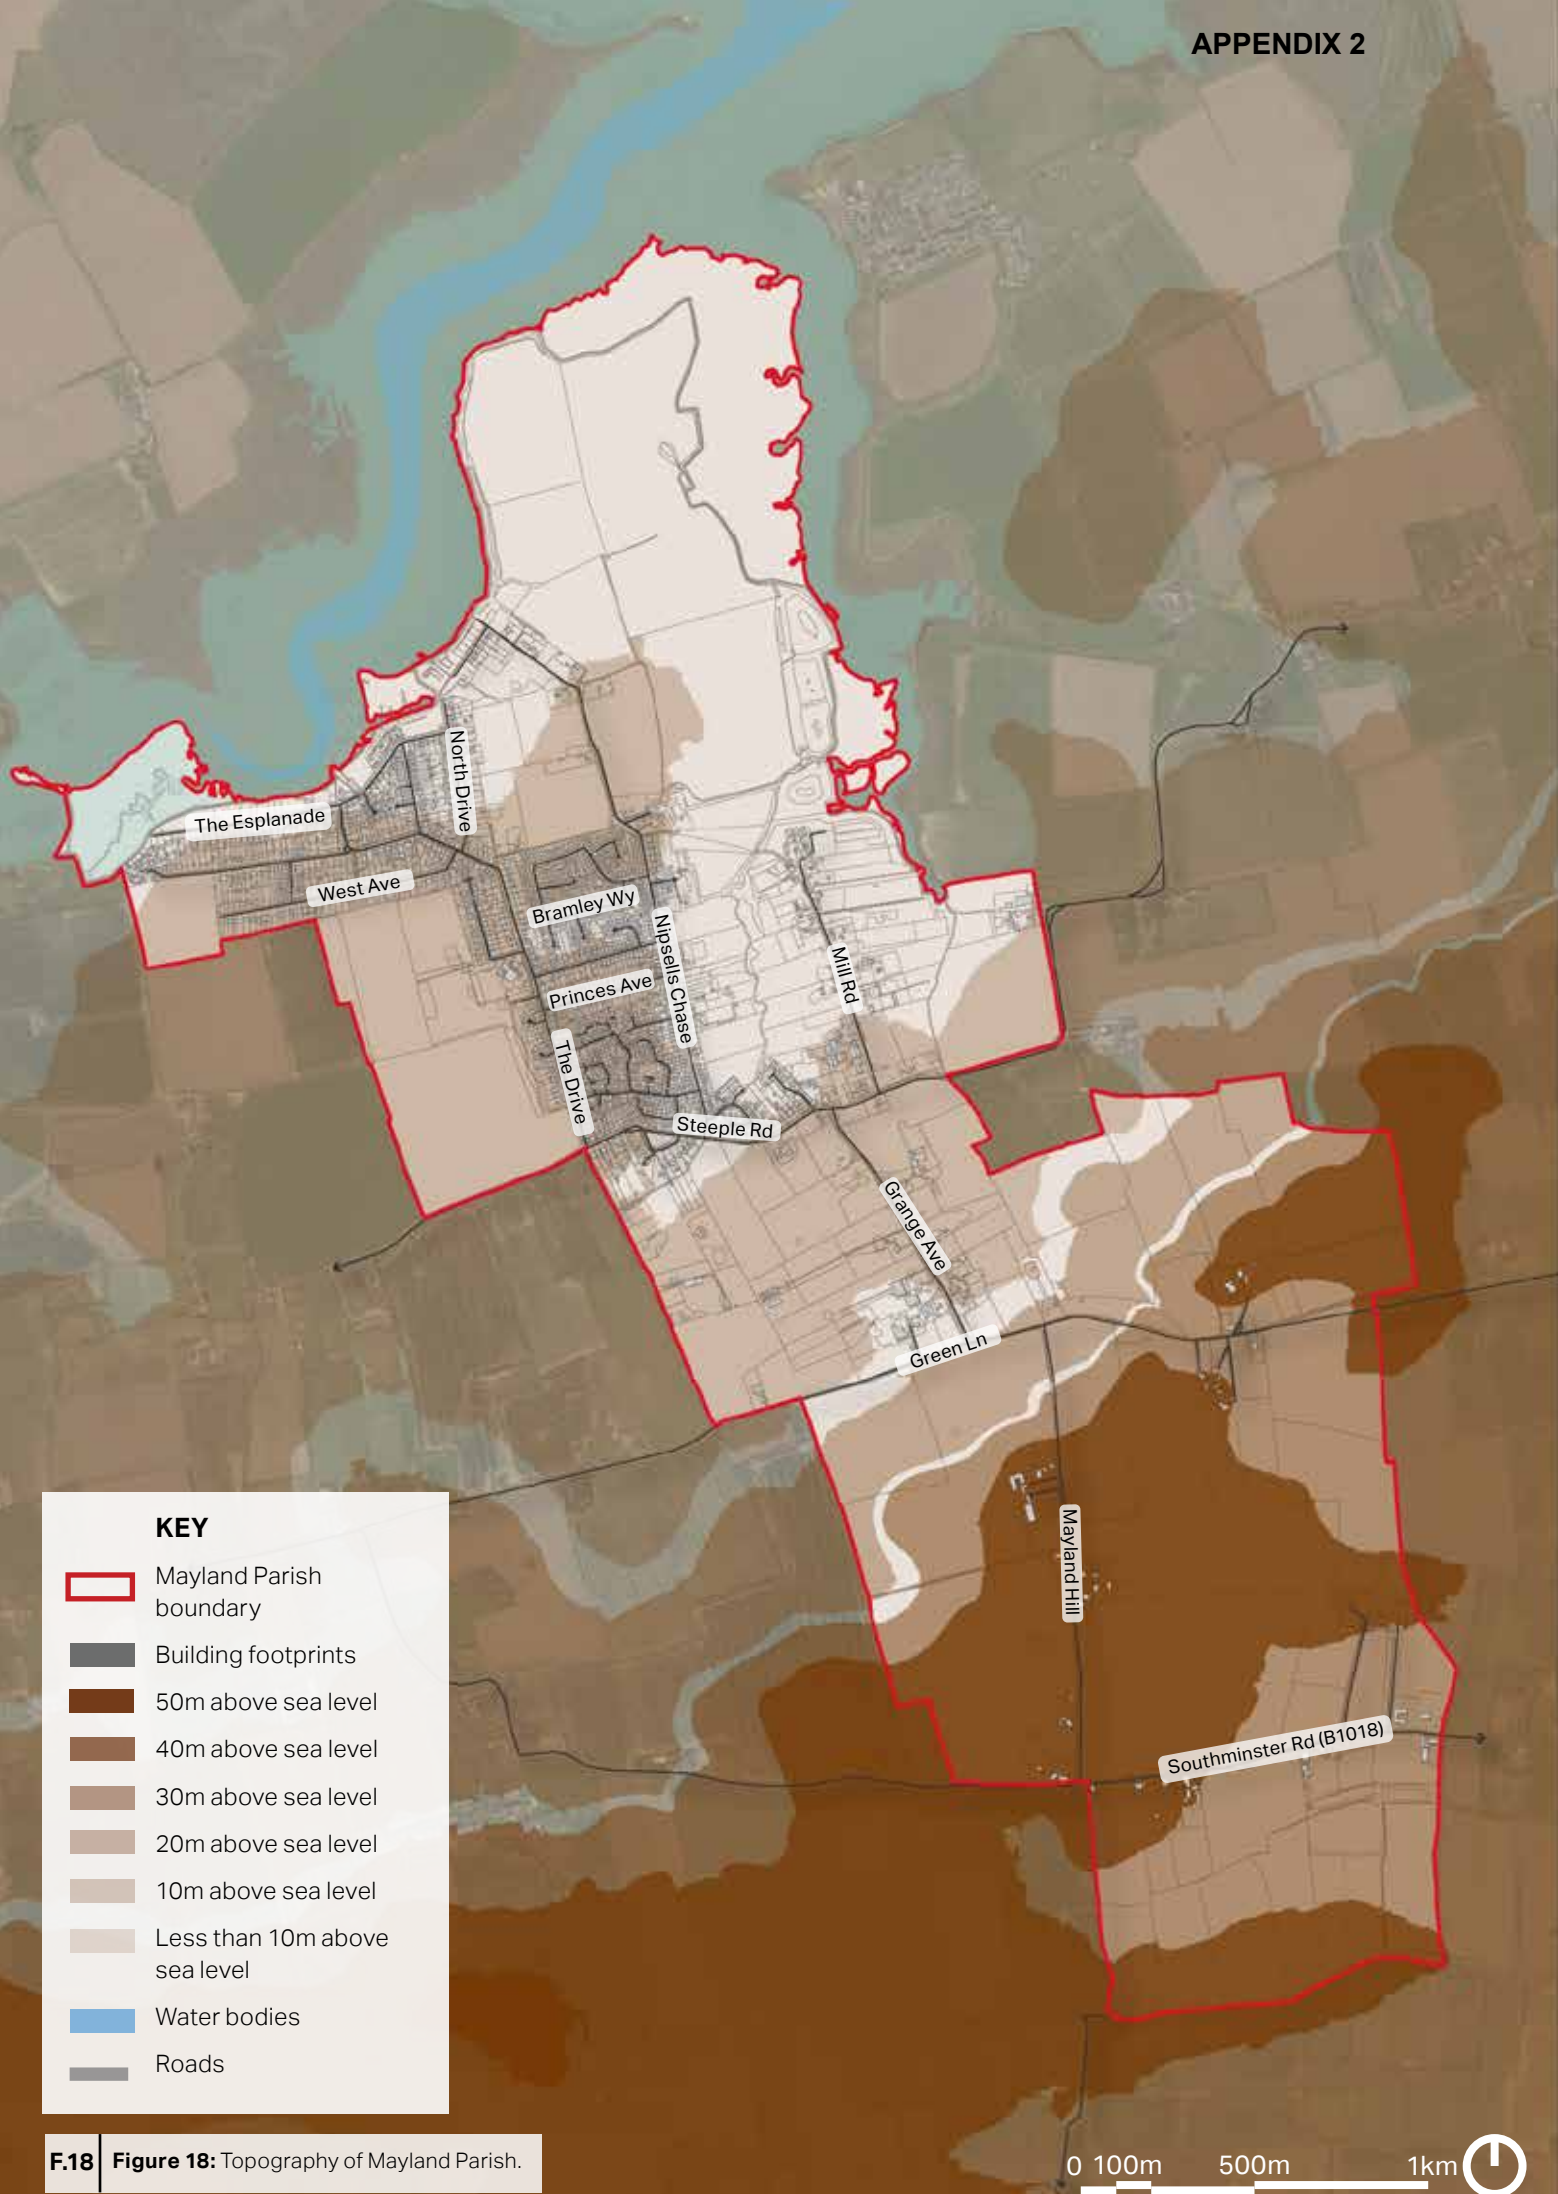 APPENDIX 2
North Drive
The Esplanade
West Ave
Bramley Wy
Nipsells Chase
Mill Rd
Princes Ave
The Drive
Steeple Rd
Grange Ave
Green Ln
Mayland Hill
Southminster Rd (B1018)
KEY
Mayland Parish
boundary
Building footprints
50m above sea level
40m above sea level
30m above sea level
20m above sea level
10m above sea level
Less than 10m above
sea level
Water bodies
Roads
F.18 Figure 18: Topography of Mayland Parish.
0 100m 500m 1km